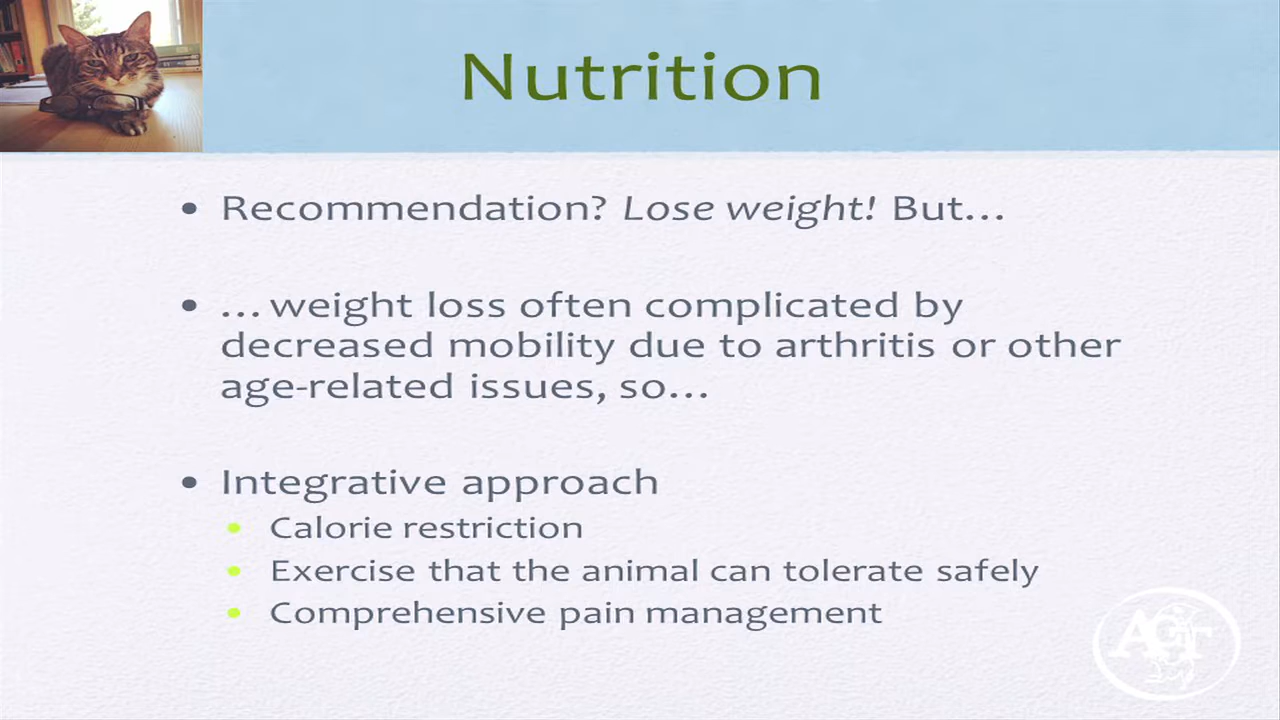 Nutrition
• Recommendation? Lose weight! But…
• …weight loss often complicated by
decreased mobility due to arthritis or other
age-related issues, so…
• Integrative approach
• Calorie restriction
• Exercise that the animal can tolerate safely
• Comprehensive pain management
AGT